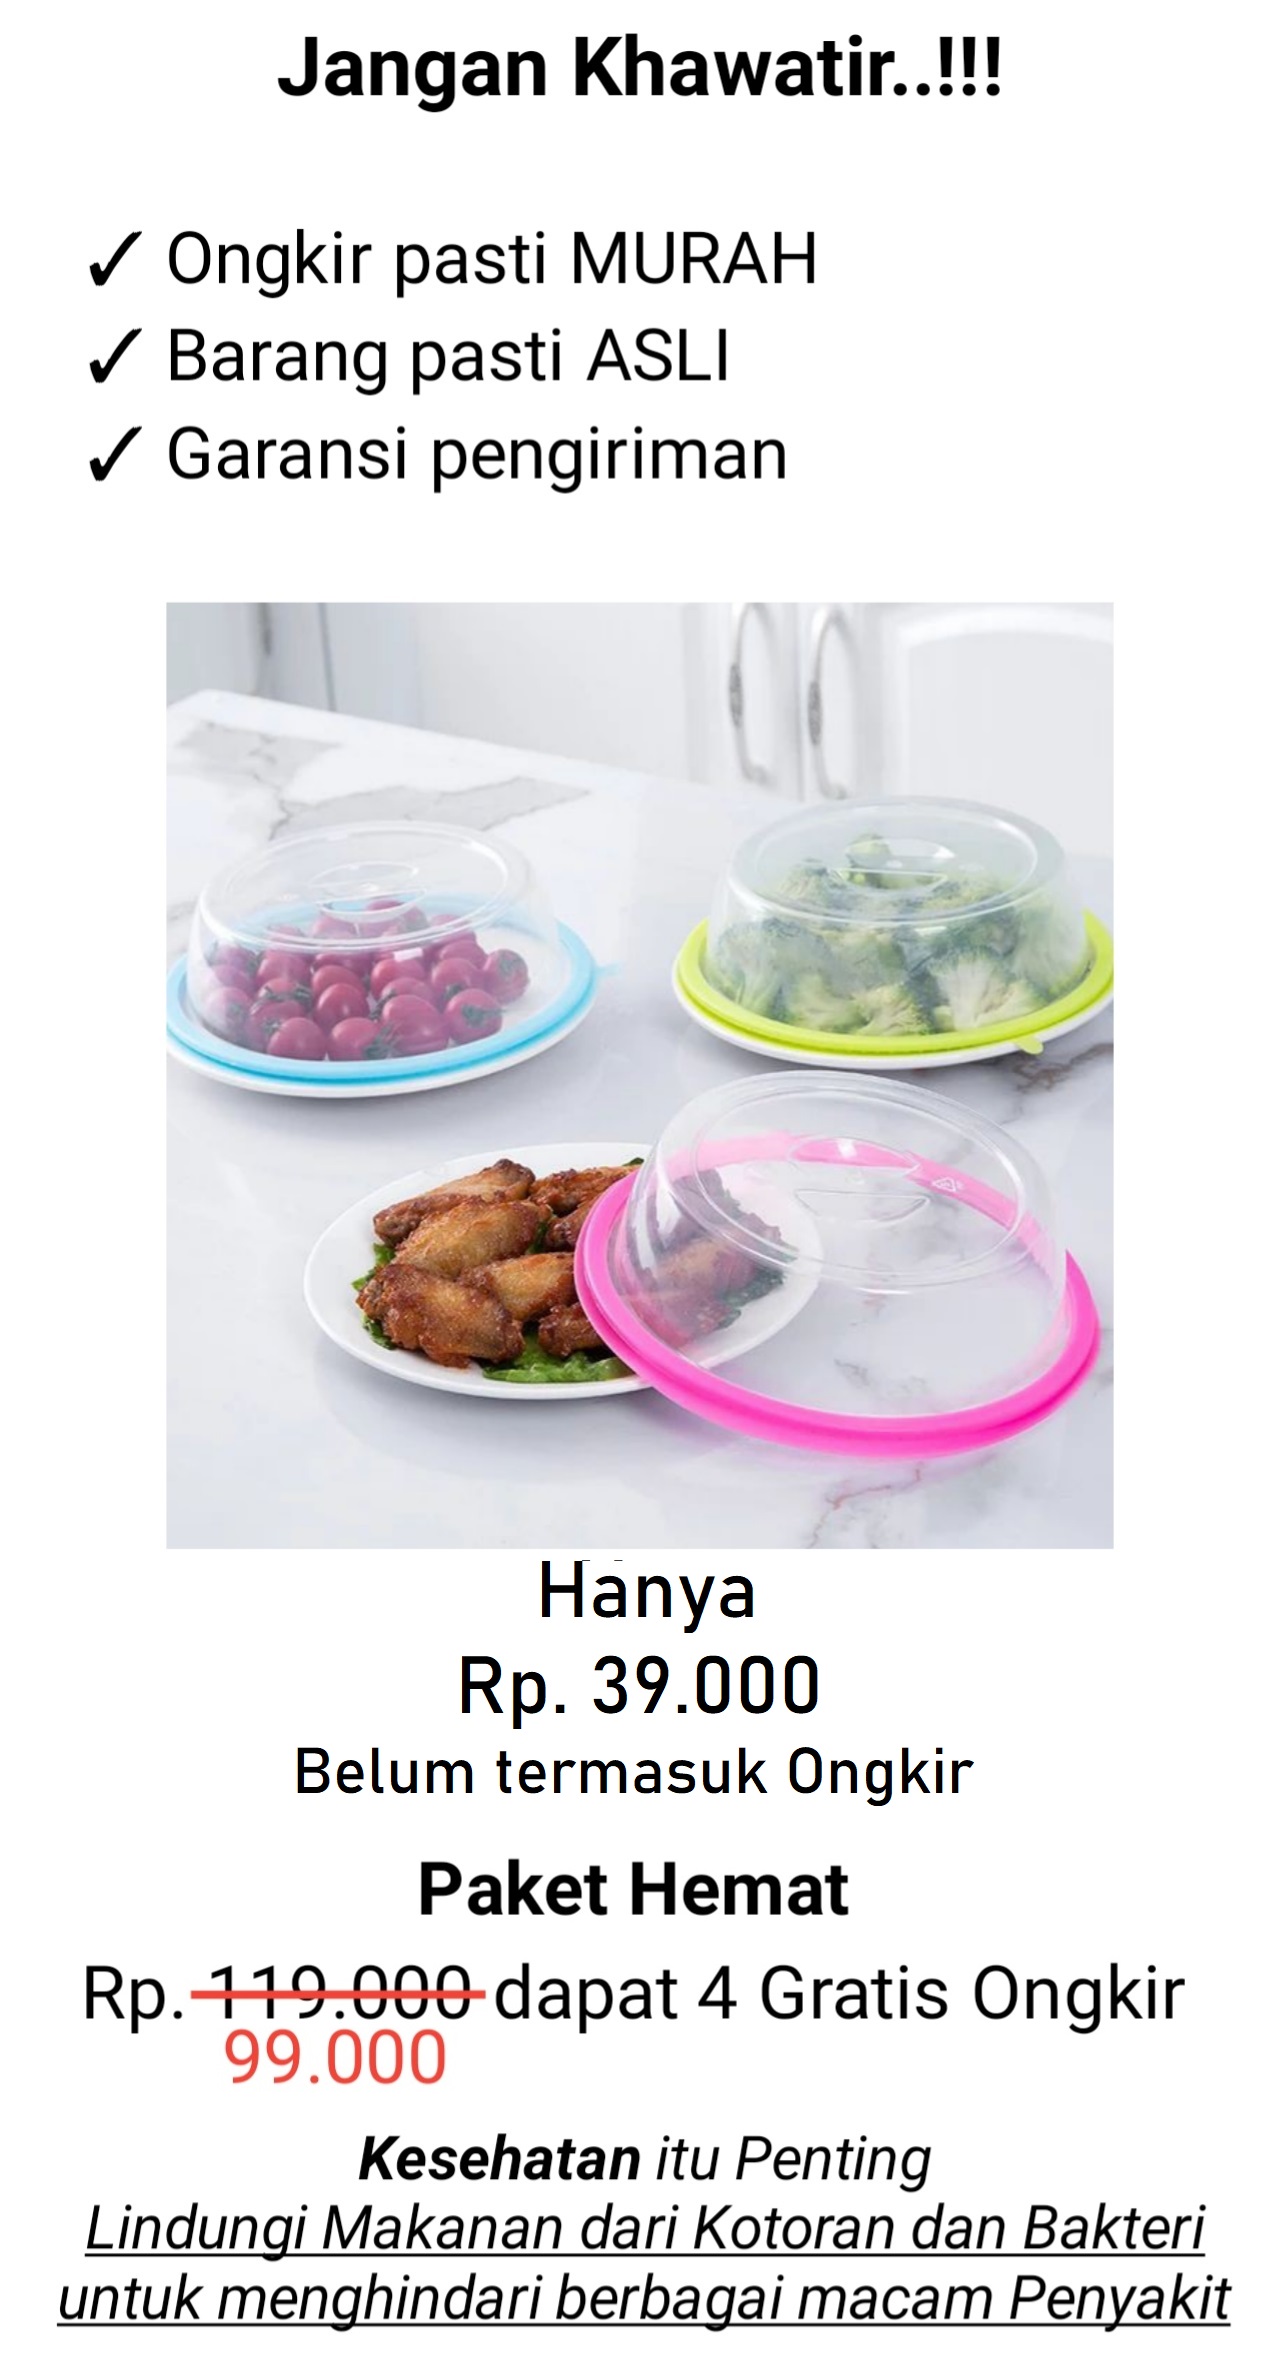 Jangan Khawatir..!!!
✓ Ongkir pasti MURAH
✓ Barang pasti ASLI
✓ Garansi pengiriman
Hanya
Rp. 39.000
Belum termasuk Ongkir
Paket Hemat
Rp. 119.000 dapat 4 Gratis Ongkir
99.000
Kesehatan itu Penting
Lindungi Makanan dari Kotoran dan Bakteri
untuk menghindari berbagai macam Penyakit